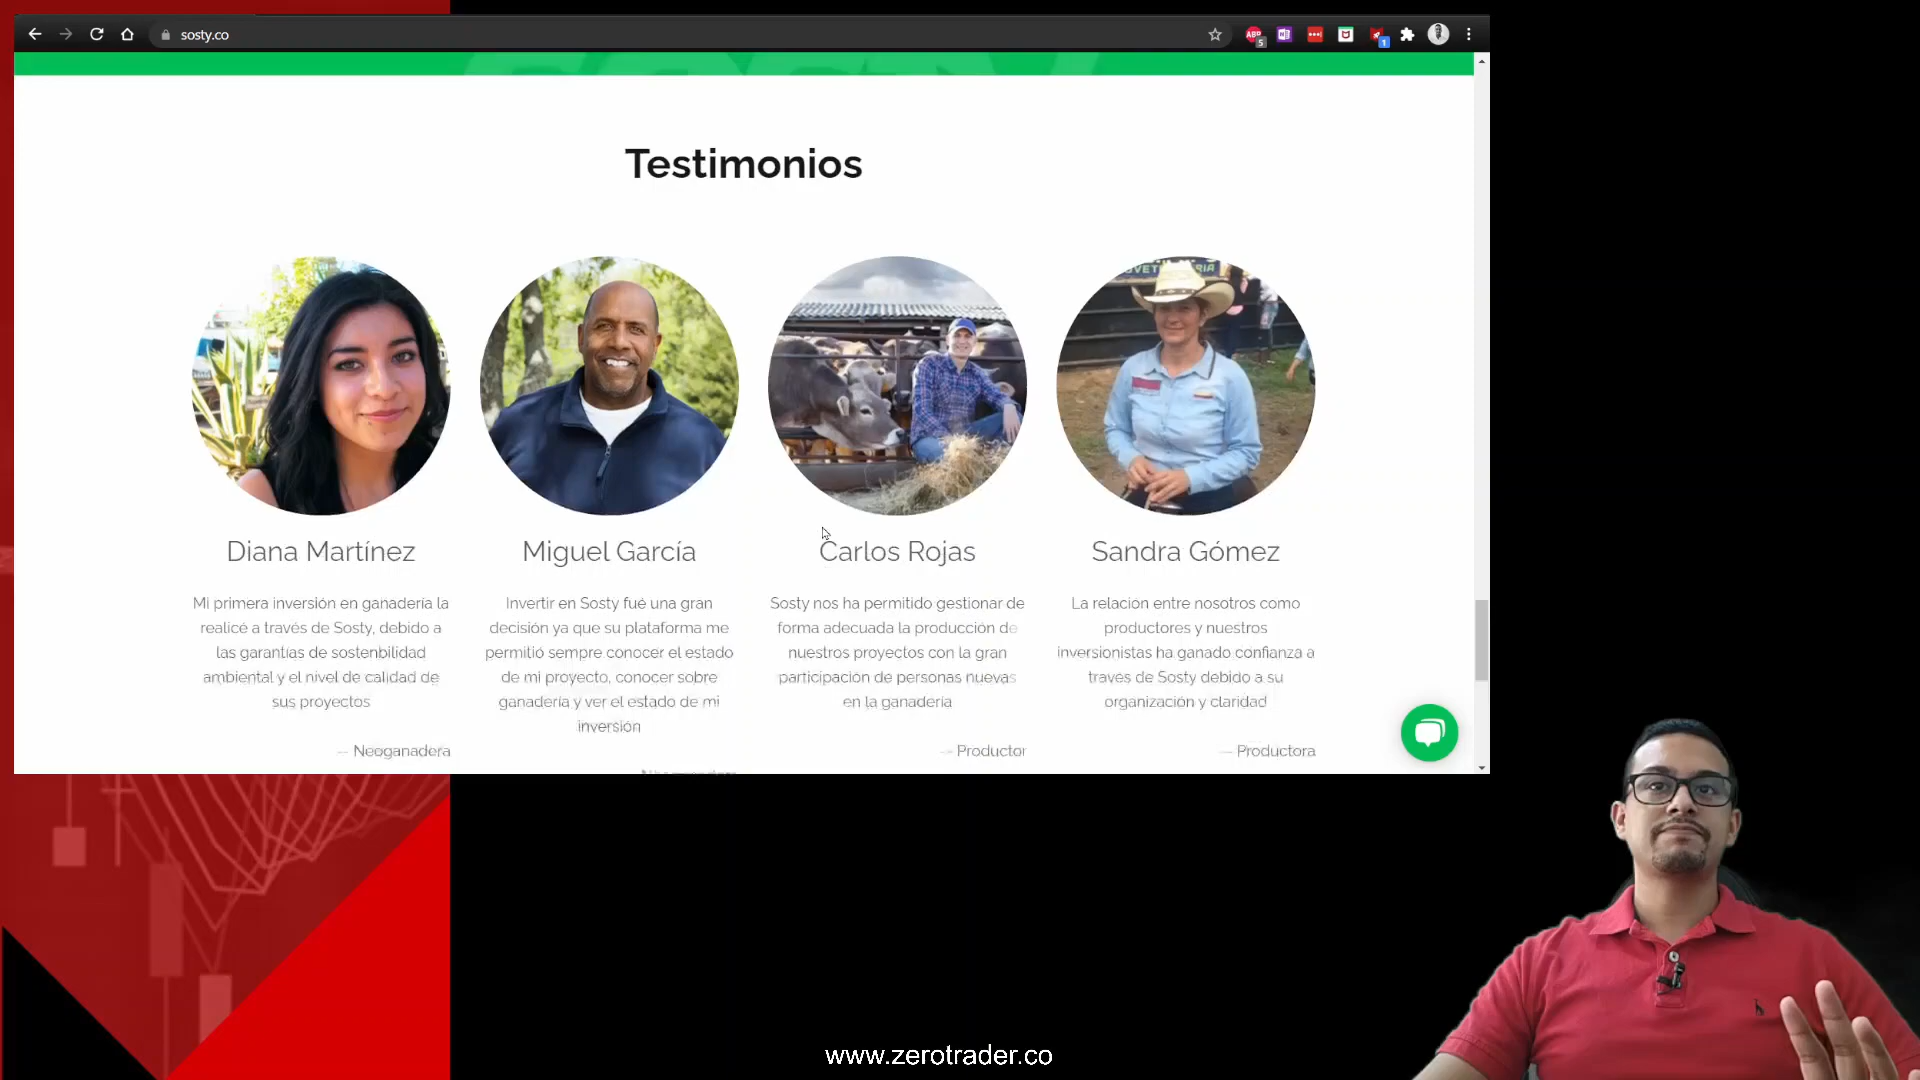 sosty.co
Testimonios
Diana Martínez
Mi primera inversión en ganadería la
realicé a través de Sosty, debido a
las garantías de sostenbilidad
ambiental y el nivel de calidad de
sus proyectos
— Neoganadera
Miguel García
Invertir en Sosty fué una gran
decisión ya que su plataforma me
permitió sempre conocer el estado
de mi proyecto, conocer sobre
ganadería y ver el estado de mi
inversión
Carlos Rojas
Sosty nos ha permitido gestionar de
forma adecuada la producción de
nuestros proyectos con la gran
participación de personas nuevas
en la ganadería
— Productor
Sandra Gómez
La relación entre nosotros como
productores y nuestros
inversionistas ha ganado confianza a
través de Sosty debido a su
organización y claridad
— Productora
www.zerotrader.co